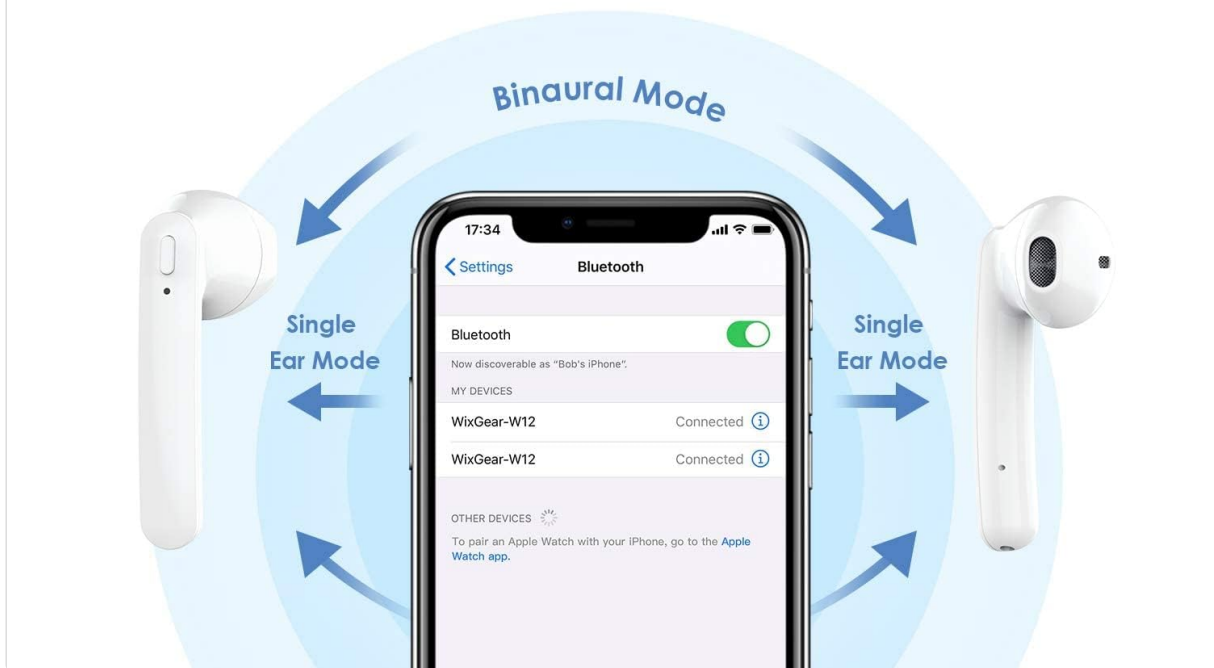 Binaural Mode
17:34
Settings Bluetooth
Single
Ear Mode
Single
Ear Mode
Bluetooth
Now discoverable as “Bob's iPhone”.
MY DEVICES
WixGear-W12 Connected
WixGear-W12 Connected
OTHER DEVICES
To pair an Apple Watch with your iPhone, go to the Apple
Watch app.